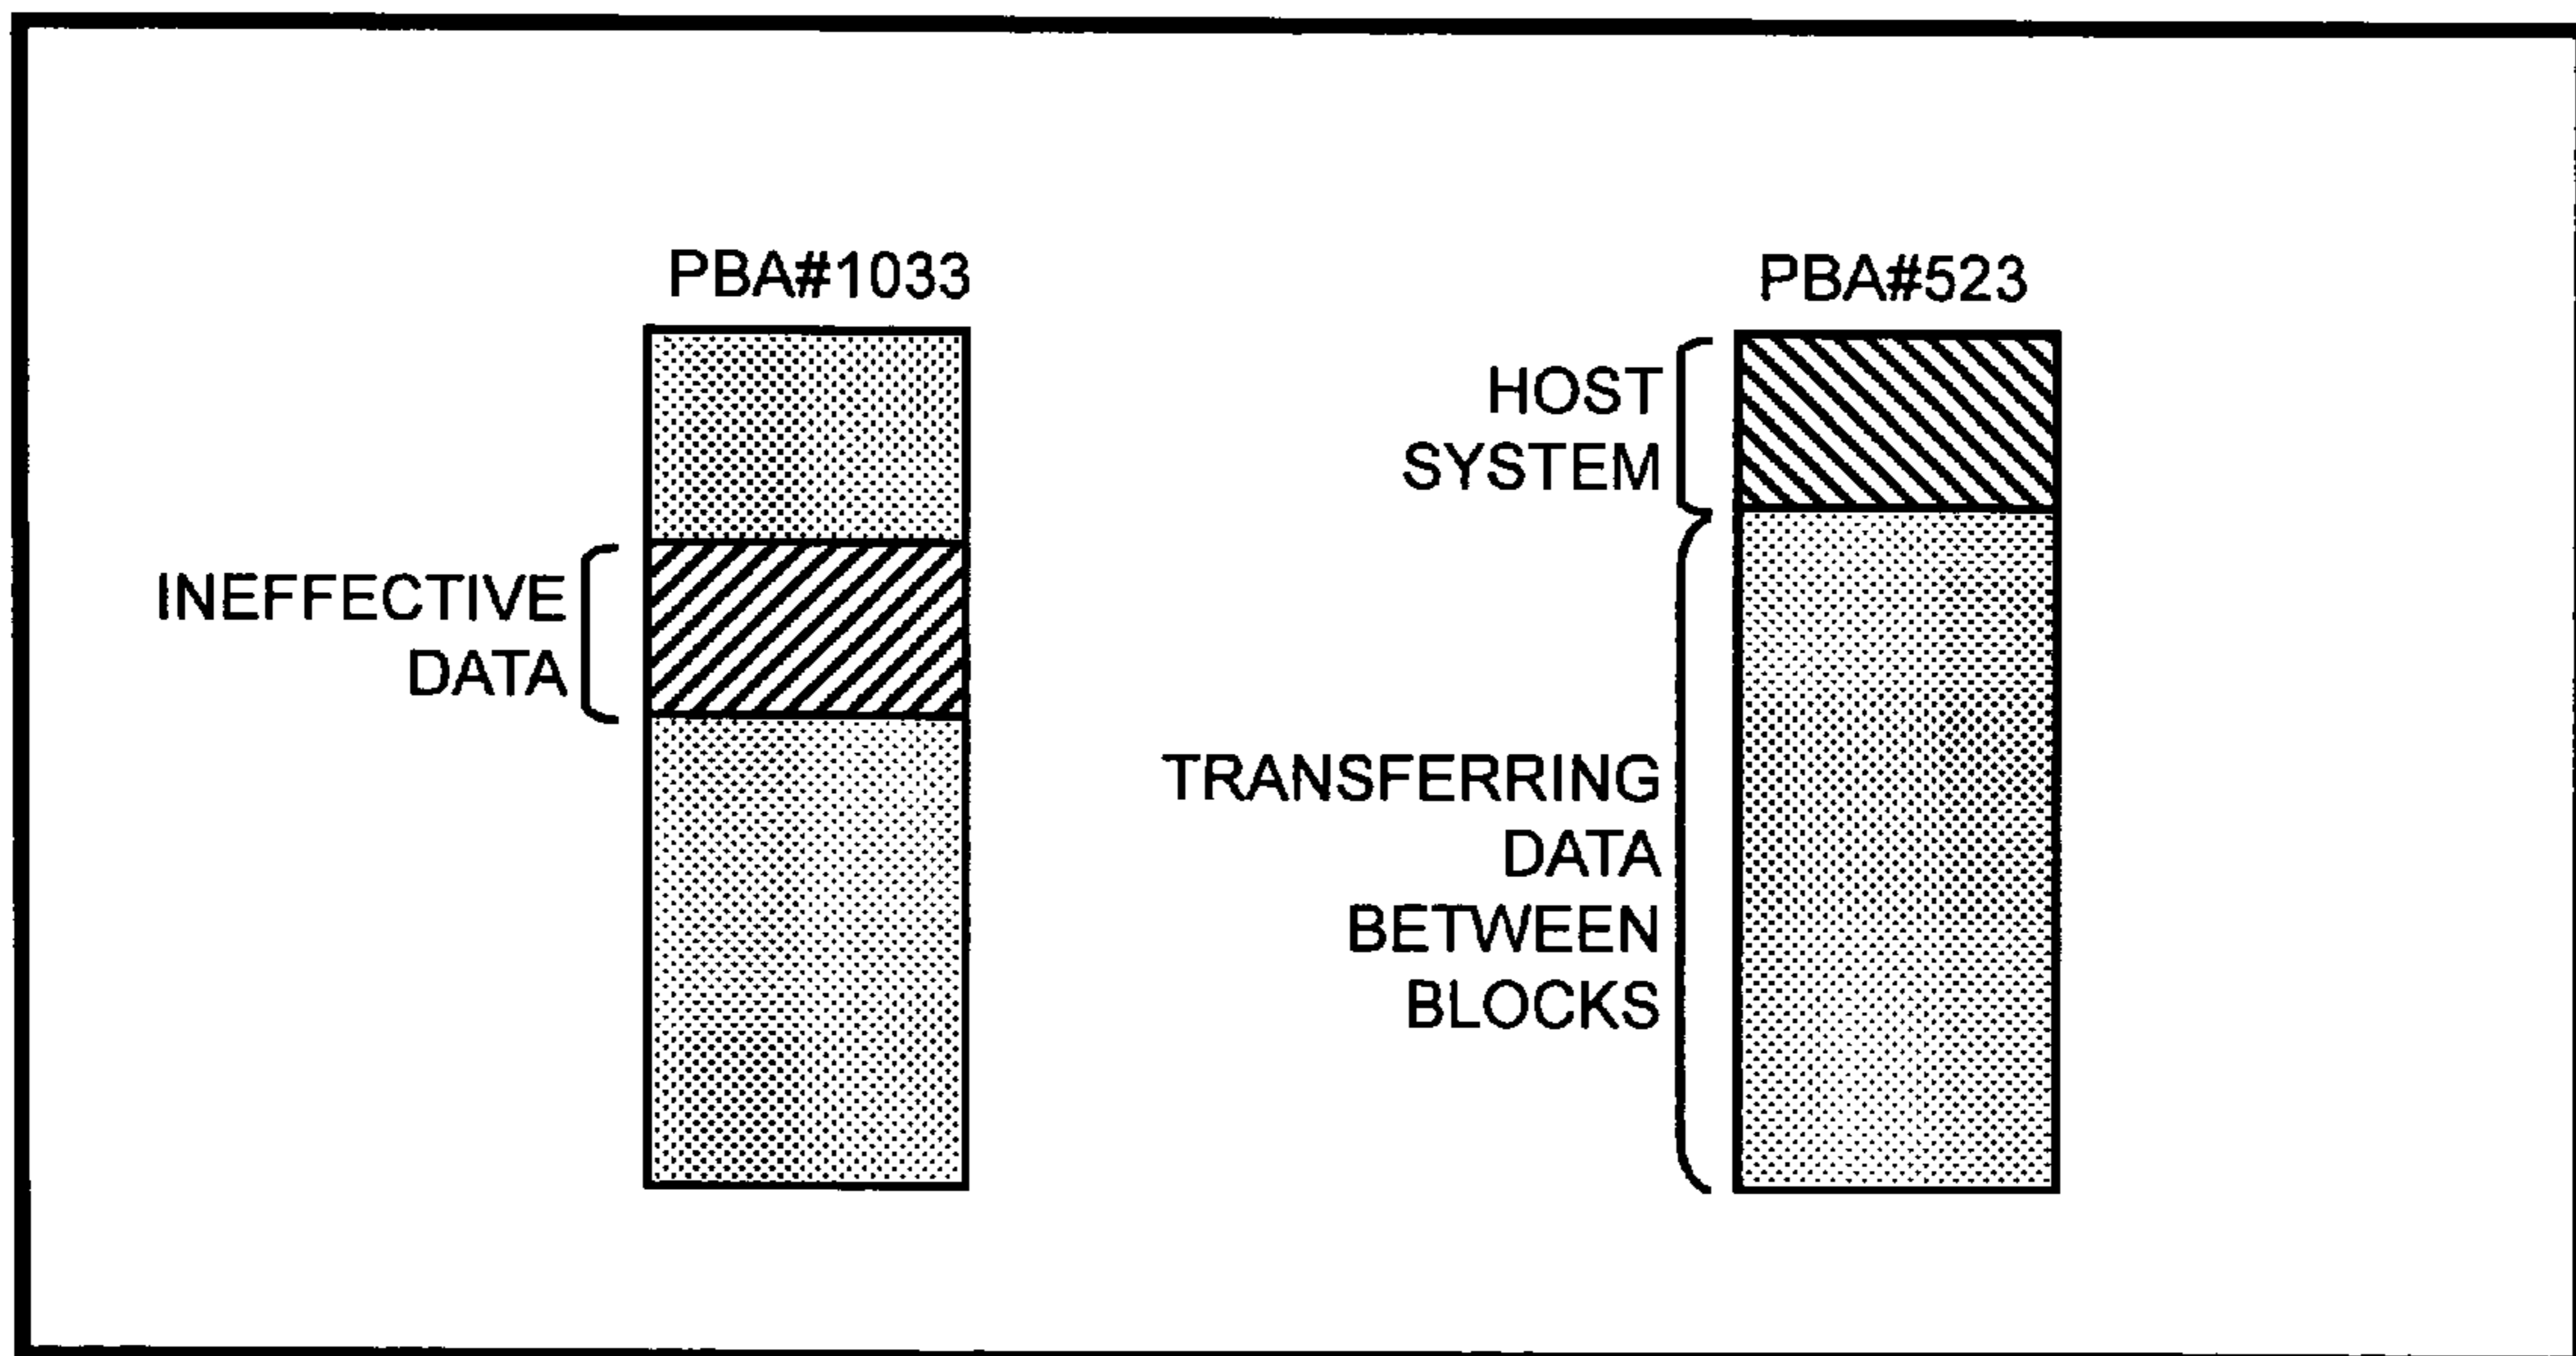 PBA#1033
INEFFECTIVE
DATA
PBA#523
HOST
SYSTEM
TRANSFERRING
DATA
BETWEEN
BLOCKS